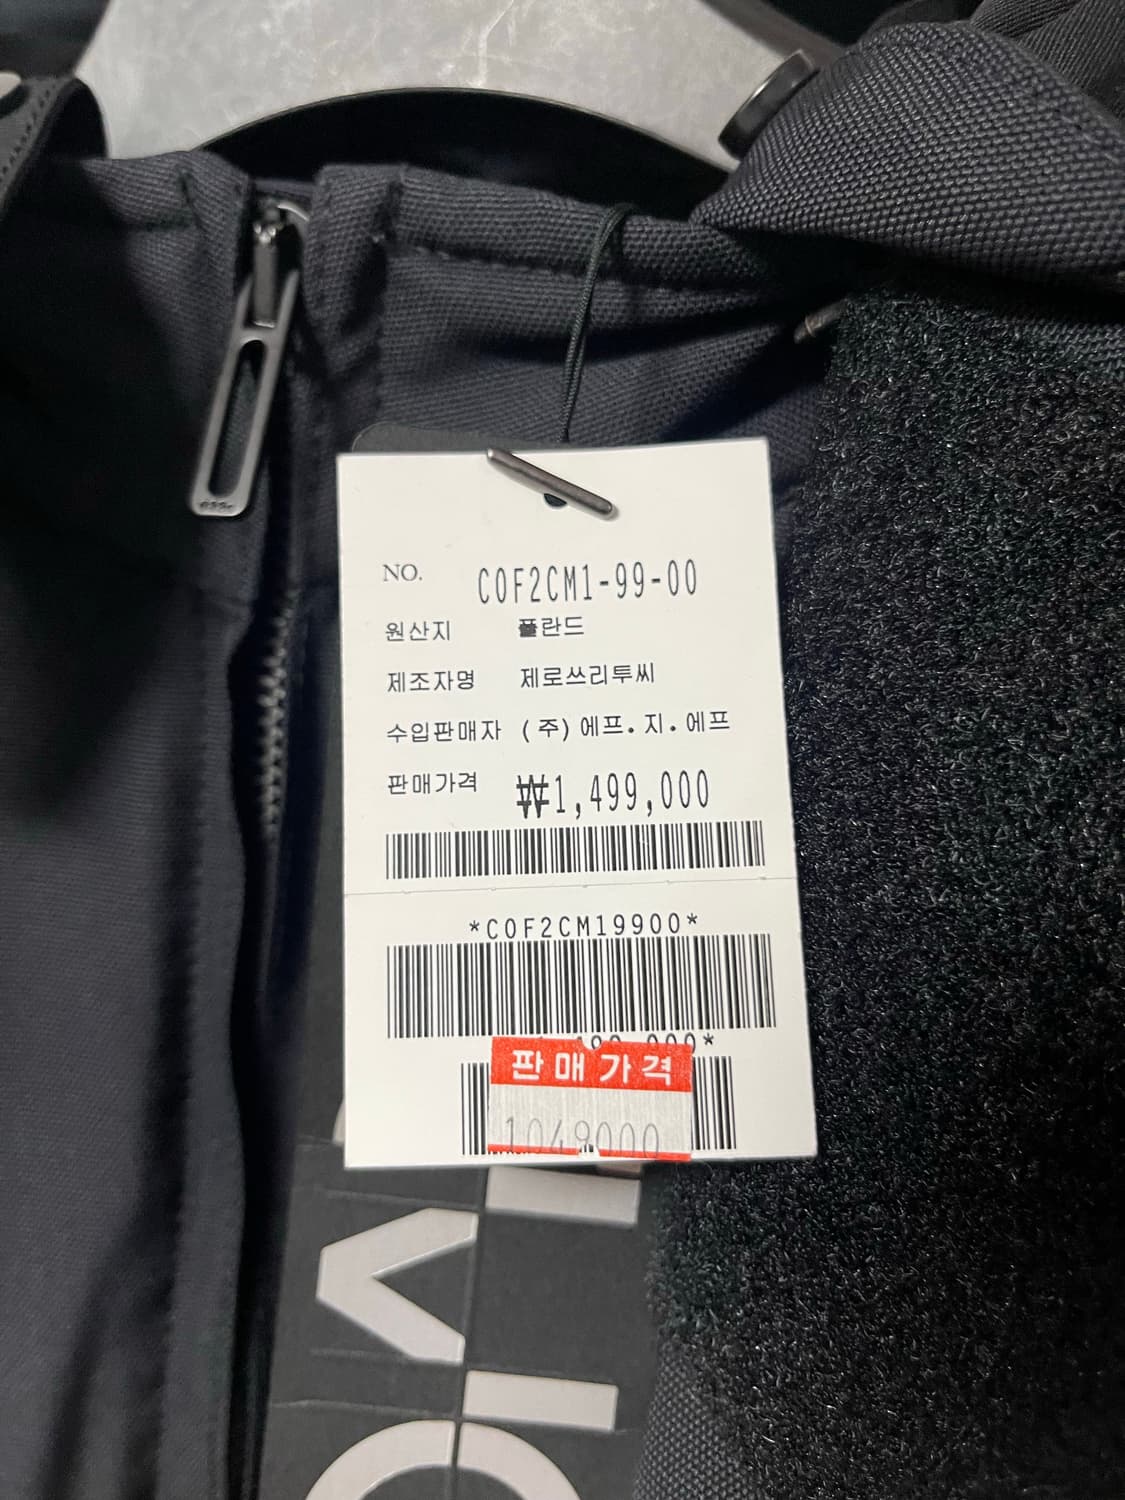 NO. C0F2CM1-99-00
원산지 폴란드
제조자명 제로쓰리투씨
수입판매자 (주)에프.지.에프
판매가격 ₩1,499,000
*C0F2CM19900*
000*
판매가격
1049000